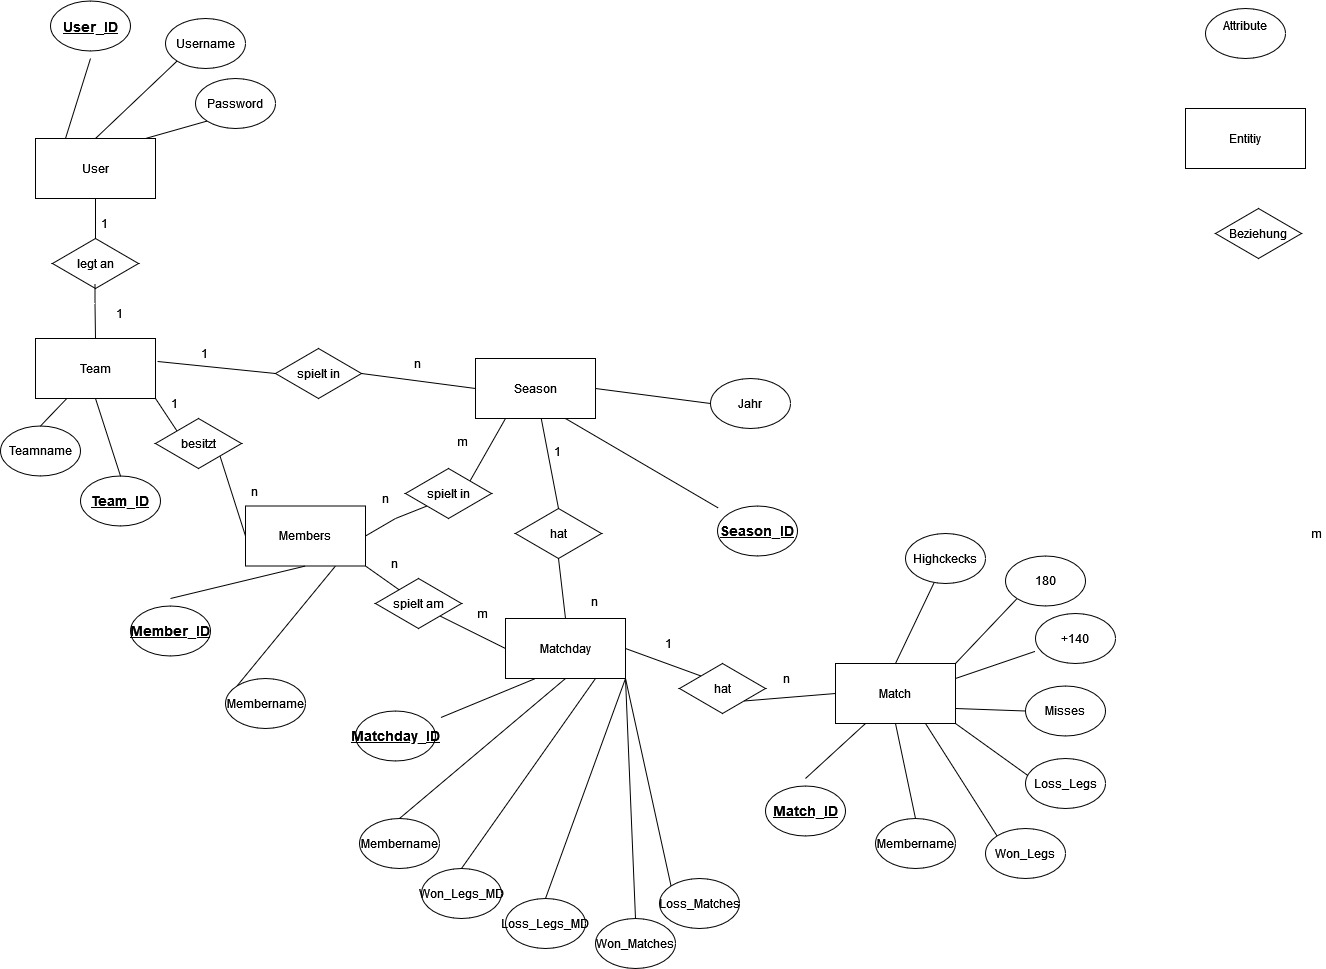 User_ID
Username
Attribute
Password
Entitiy
User
1
Beziehung
legt an
1
1
n
spielt in
Team
Season
Jahr
1
m
1
Teamname
besitzt
n
n
spielt in
Team_ID
Members
hat
Season_ID
m
n
Highckecks
180
spielt am
n
m
Member_ID
+140
1
Matchday
n
hat
Match
Membername
Misses
Matchday_ID
Loss_Legs
Match_ID
Membername
Membername
Won_Legs
Won_Legs_MD
Loss_Matches
Loss_Legs_MD
Won_Matches